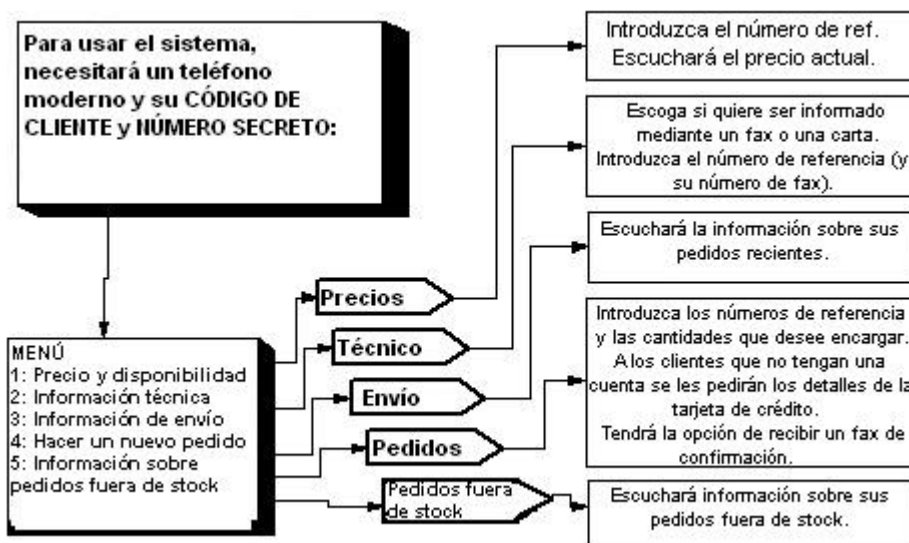 Para usar el sistema,
necesitará un teléfono
moderno y su CÓDIGO DE
CLIENTE y NÚMERO SECRETO:
MENÚ
1: Precio y disponibilidad
2: Información técnica
3: Información de envío
4: Hacer un nuevo pedido
5: Información sobre
pedidos fuera de stock
Precios
Técnico
Envío
Pedidos
Pedidos fuera
de stock
Introduzca el número de ref.
Escuchará el precio actual.
Escoga si quiere ser informado
mediante un fax o una carta.
Introduzca el número de referencia (y
su número de fax).
Escuchará la información sobre sus
pedidos recientes.
Introduzca los números de referencia
y las cantidades que desee encargar.
A los clientes que no tengan una
cuenta se les pedirán los detalles de la
tarjeta de crédito.
Tendrá la opción de recibir un fax de
confirmación.
Escuchará información sobre sus
pedidos fuera de stock.